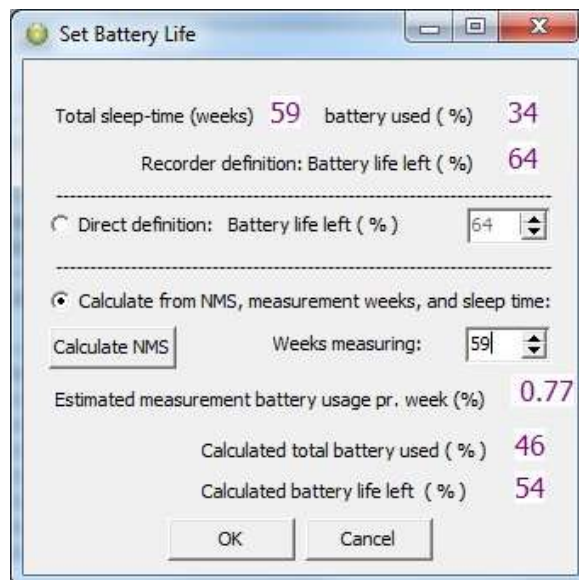 Set Battery Life
Total sleep-time (weeks) 59 battery used ( %) 34
Recorder definition: Battery life left ( %) 64
Direct definition: Battery life left ( % ) 64
Calculate from NMS, measurement weeks, and sleep time:
Calculate NMS Weeks measuring: 59
Estimated measurement battery usage pr. week (%) 0.77
Calculated total battery used ( % ) 46
Calculated battery life left ( % ) 54
OK Cancel